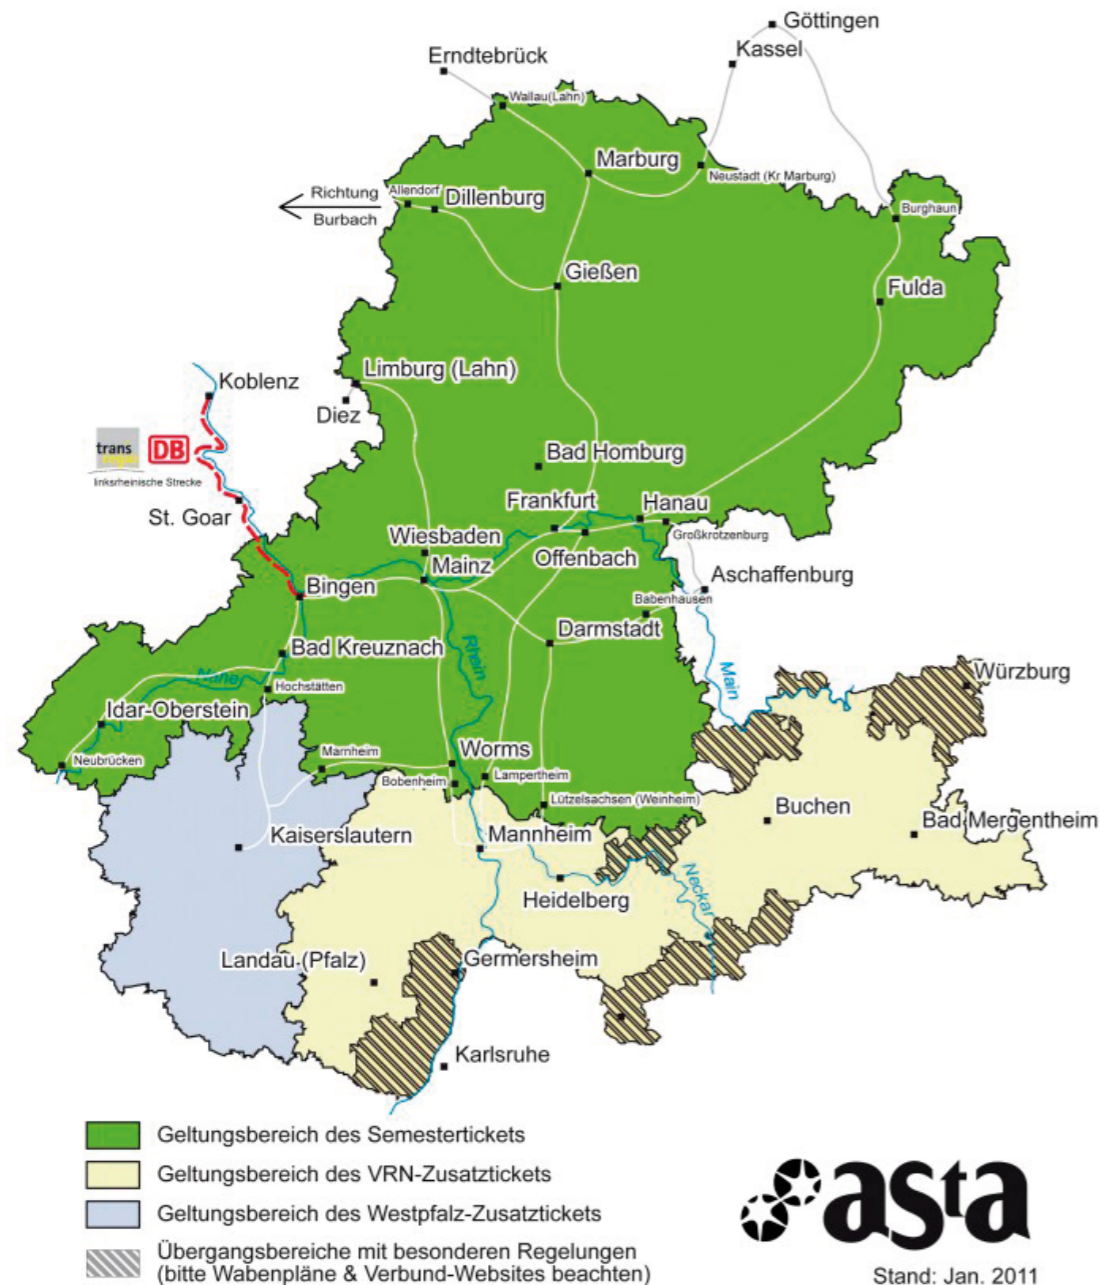 Göttingen
Kassel
Erndtebrück
Wallau(Lahn)
Marburg
Neustadt (Kr Marburg)
Richtung
Burbach
Allendorf
Dillenburg
Burghaun
Gießen
Fulda
Limburg (Lahn)
Koblenz
Diez
trans
regio
DB
linksrheinische Strecke
St. Goar
Bad Homburg
Frankfurt
Hanau
Großkrotzenburg
Wiesbaden
Mainz
Offenbach
Bingen
Aschaffenburg
Babenhausen
Darmstadt
Bad Kreuznach
Rhein
Main
Nahe
Hochstätten
Würzburg
Idar-Oberstein
Neubrücken
Marnheim
Worms
Bobenheim
Lampertheim
Lützelsachsen (Weinheim)
Buchen
Bad Mergentheim
Kaiserslautern
Mannheim
Heidelberg
Neckar
Landau (Pfalz)
Germersheim
Karlsruhe
Geltungsbereich des Semestertickets
Geltungsbereich des VRN-Zusatztickets
Geltungsbereich des Westpfalz-Zusatztickets
Übergangsbereiche mit besonderen Regelungen
(bitte Wabenpläne & Verbund-Websites beachten)
asta
Stand: Jan. 2011